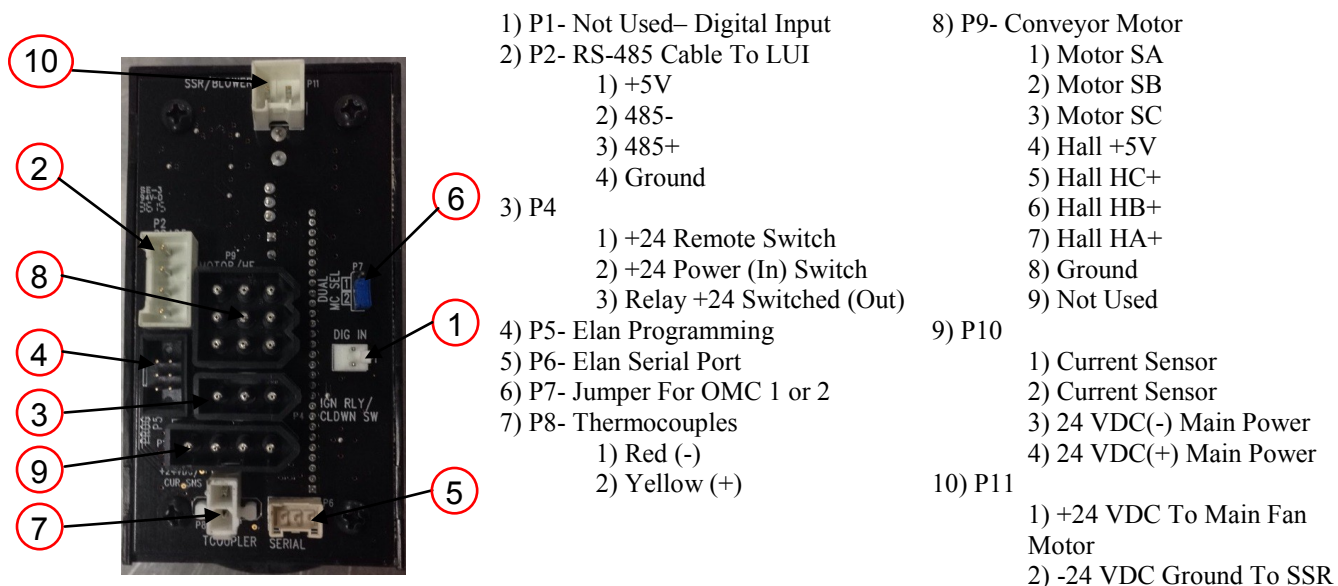 10
SSR/BLOWER
P11
2
P2
6
P9
MOTOR/HE
P7
DUAL
MC SEL
1
2
8
1
DIG IN
4
3
IGN RLY/
CLDWN SW
P4
P5
9
+24VDC/
CUR SNS
5
P6
7
P8
TCOUPLER
SERIAL
1) P1- Not Used– Digital Input
2) P2- RS-485 Cable To LUI
1) +5V
2) 485-
3) 485+
4) Ground
3) P4
1) +24 Remote Switch
2) +24 Power (In) Switch
3) Relay +24 Switched (Out)
4) P5- Elan Programming
5) P6- Elan Serial Port
6) P7- Jumper For OMC 1 or 2
7) P8- Thermocouples
1) Red (-)
2) Yellow (+)
8) P9- Conveyor Motor
1) Motor SA
2) Motor SB
3) Motor SC
4) Hall +5V
5) Hall HC+
6) Hall HB+
7) Hall HA+
8) Ground
9) Not Used
9) P10
1) Current Sensor
2) Current Sensor
3) 24 VDC(-) Main Power
4) 24 VDC(+) Main Power
10) P11
1) +24 VDC To Main Fan
Motor
2) -24 VDC Ground To SSR